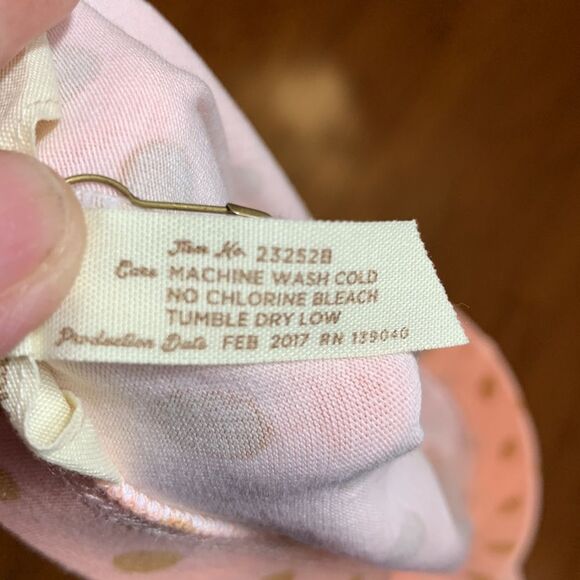 Item No. 23252B
Care MACHINE WASH COLD
NO CHLORINE BLEACH
TUMBLE DRY LOW
Production Date FEB 2017 RN 139040